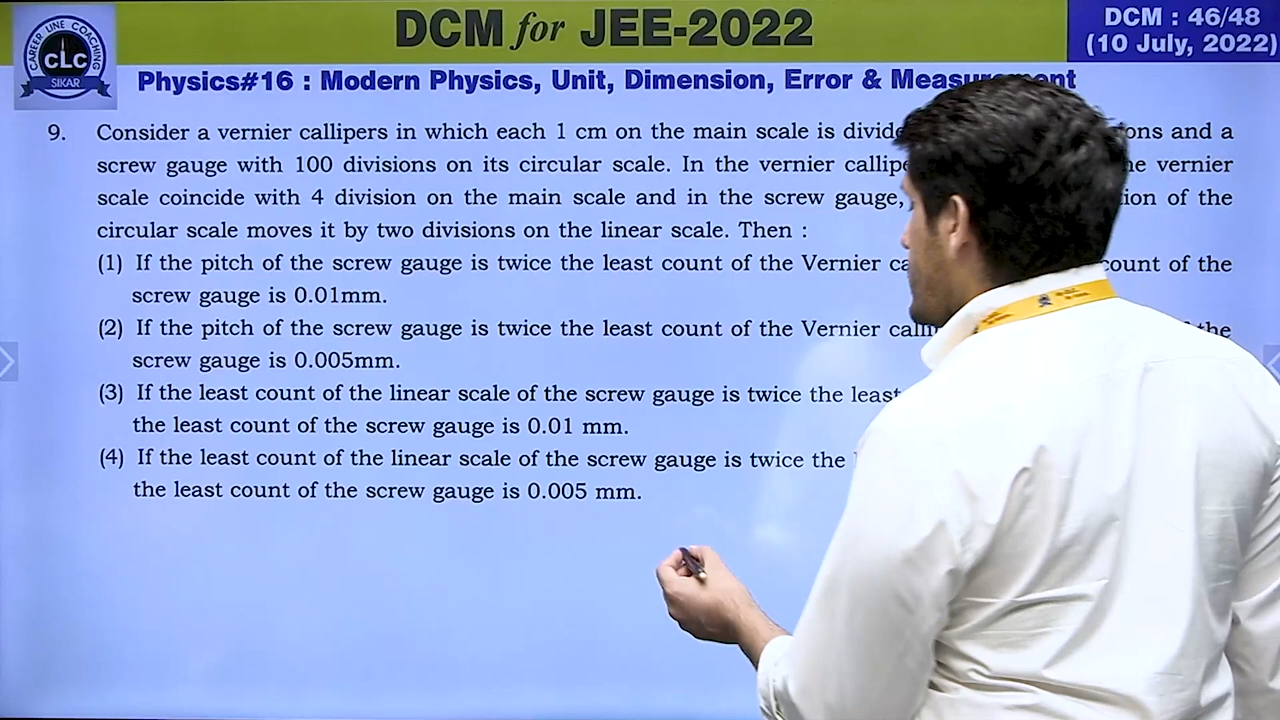 CAREER LINE COACHING
CLC
SIKAR
DCM for JEE-2022
DCM : 46/48
(10 July, 2022)
Physics#16 : Modern Physics, Unit, Dimension, Error &
9. Consider a vernier callipers in which each 1 cm on the main scale is and a
screw gauge with 100 divisions on its circular scale. In the vernier vernier
scale coincide with 4 division on the main scale and in the screw gauge, of the
circular scale moves it by two divisions on the linear scale. Then :
(1) If the pitch of the screw gauge is twice the least count of the Vernier of the
screw gauge is 0.01mm.
(2) If the pitch of the screw gauge is twice the least count of the Vernier the
screw gauge is 0.005mm.
(3) If the least count of the linear scale of the screw gauge is twice the least
the least count of the screw gauge is 0.01 mm.
(4) If the least count of the linear scale of the screw gauge is twice the
the least count of the screw gauge is 0.005 mm.